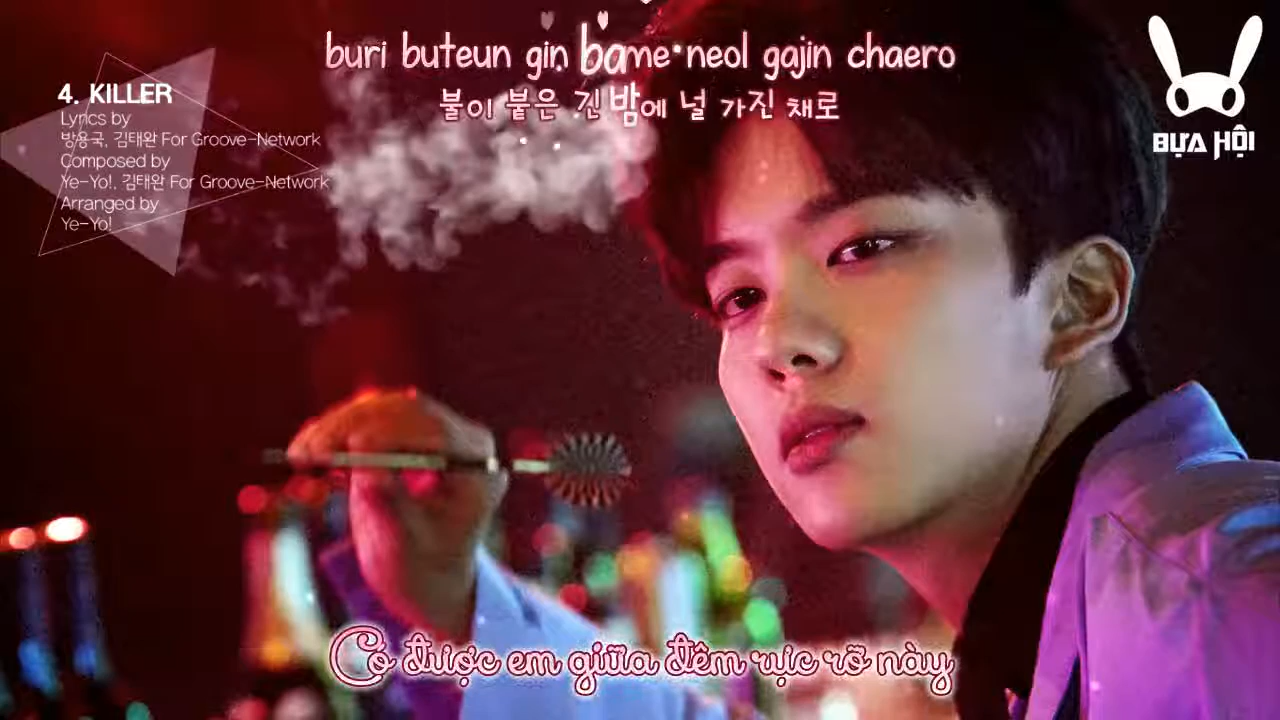 buri buteun gin bame neol gajin chaero
불이 붙은 긴 밤에 널 가진 채로
4. KILLER
Lyrics by
방용국, 김태완 For Groove-Network
Composed by
Ye-Yo!, 김태완 For Groove-Network
Arranged by
Ye-Yo!
BỰA HỘI
Có được em giữa đêm rực rỡ này